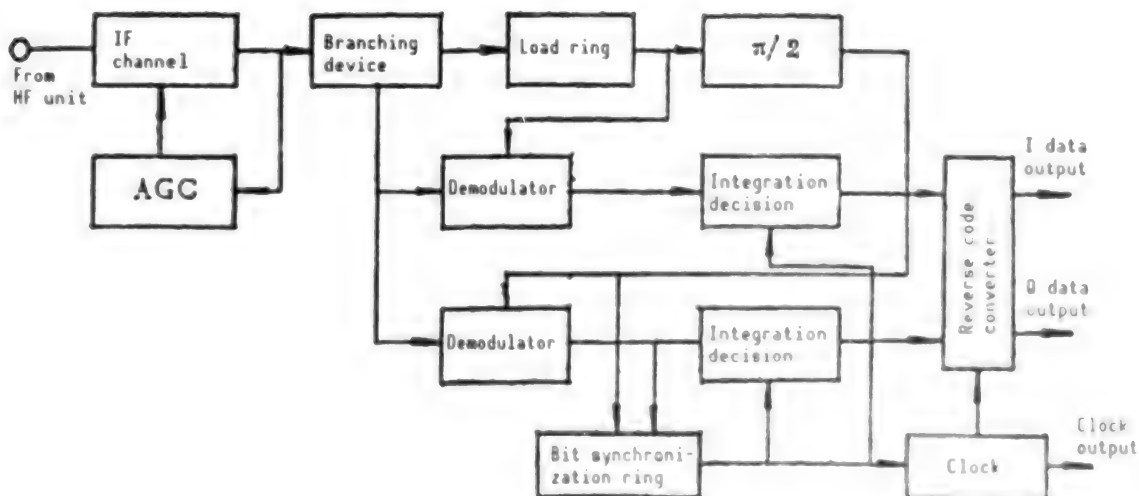 IF
channel
Branching
device
Load ring
π/2
From
HF unit
AGC
Demodulator
Integration
decision
I data
output
Reverse code
converter
Q data
output
Demodulator
Integration
decision
Bit synchroni-
zation ring
Clock
Clock
output